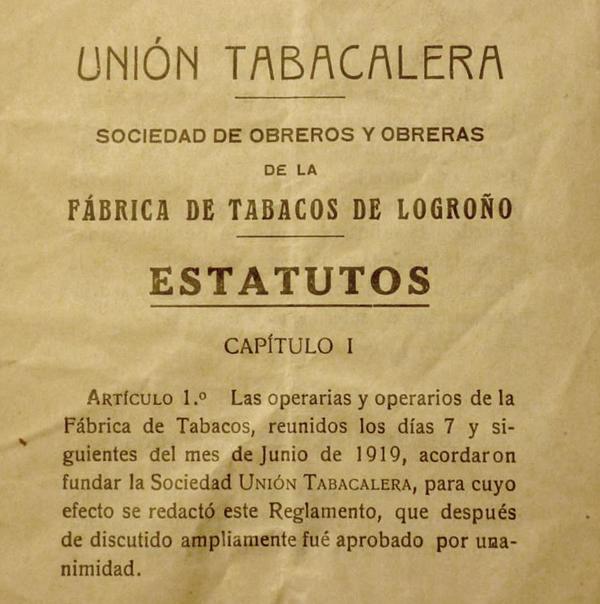 UNIÓN TABACALERA
SOCIEDAD DE OBREROS Y OBRERAS
DE LA
FÁBRICA DE TABACOS DE LOGROÑO
ESTATUTOS
CAPÍTULO I
ARTÍCULO 1.º Las operarias y operarios de la
Fábrica de Tabacos, reunidos los días 7 y si-
guientes del mes de Junio de 1919, acordaron
fundar la Sociedad UNIÓN TABACALERA, para cuyo
efecto se redactó este Reglamento, que después
de discutido ampliamente fué aprobado por una-
nimidad.